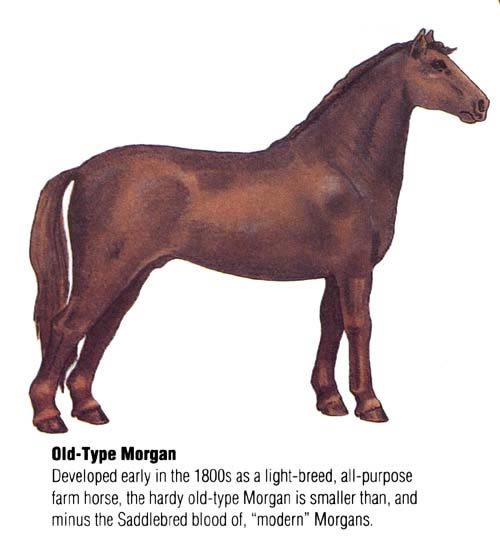 Old-Type Morgan
Developed early in the 1800s as a light-breed, all-purpose
farm horse, the hardy old-type Morgan is smaller than, and
minus the Saddlebred blood of, “modern” Morgans.